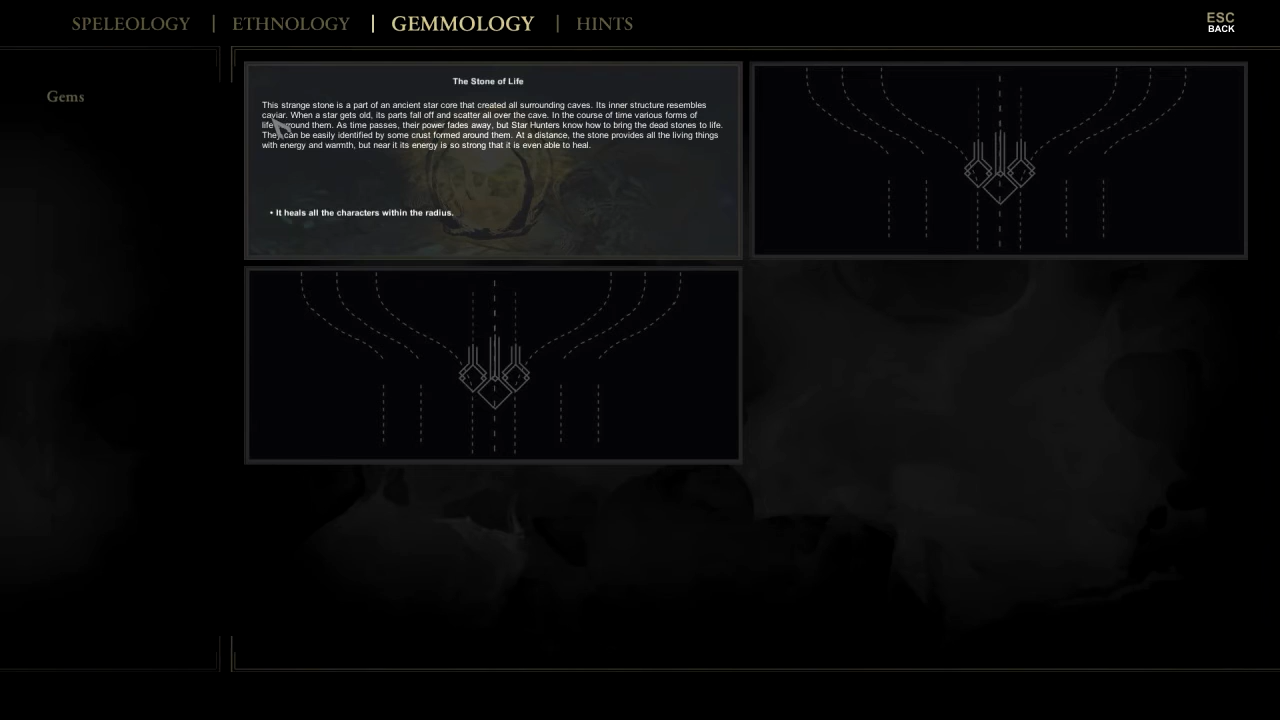 SPELEOLOGY | ETHNOLOGY | GEMMOLOGY | HINTS
ESC
BACK
Gems
The Stone of Life
This strange stone is a part of an ancient star core that created all surrounding caves. Its inner structure resembles
caviar. When a star gets old, its parts fall off and scatter all over the cave. In the course of time various forms of
life around them. As time passes, their power fades away, but Star Hunters know how to bring the dead stones to life.
They can be easily identified by some crust formed around them. At a distance, the stone provides all the living things
with energy and warmth, but near it its energy is so strong that it is even able to heal.
• It heals all the characters within the radius.